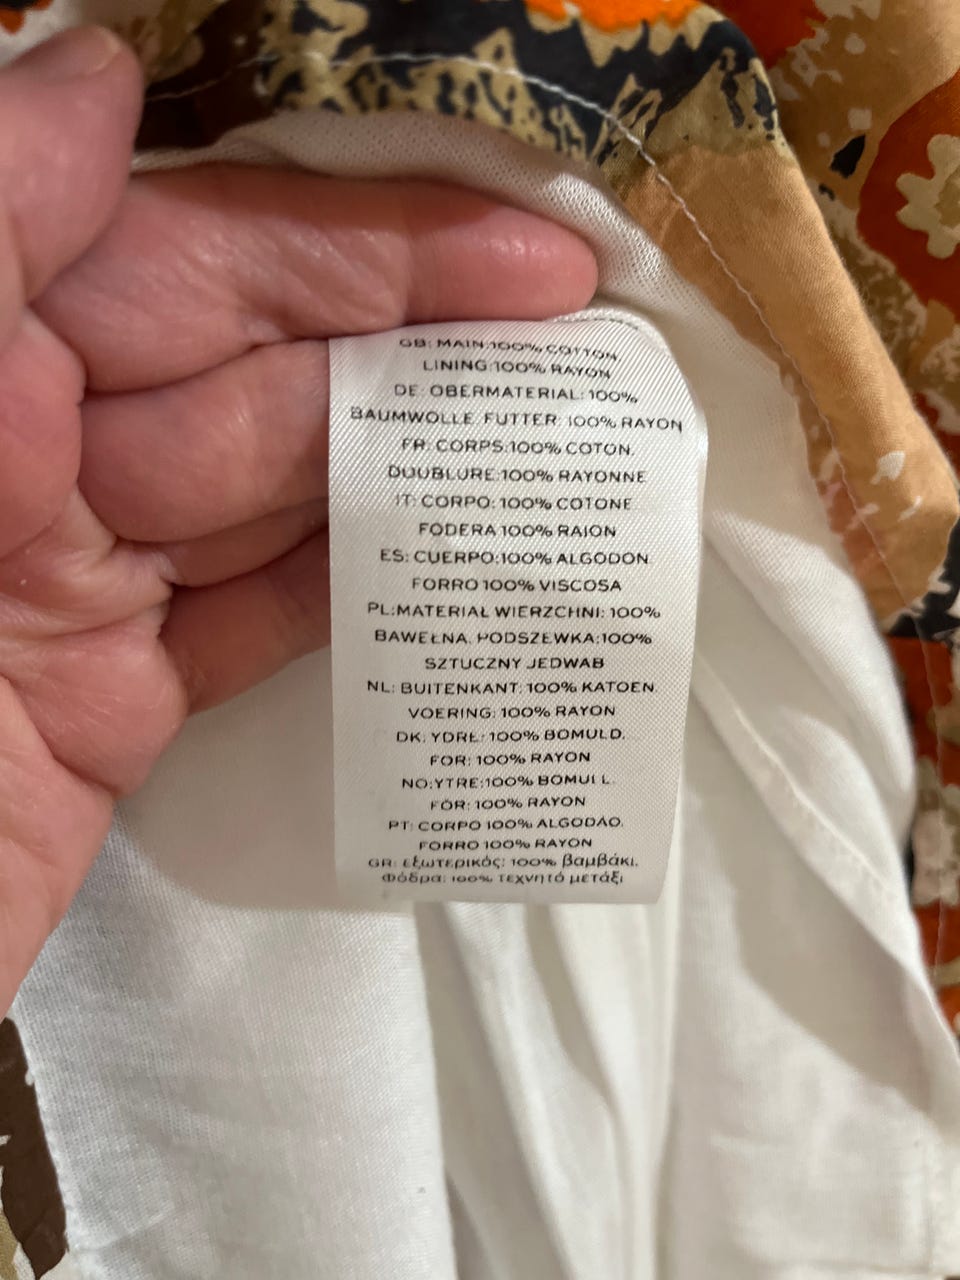 GB: MAIN:100% COTTON
LINING:100% RAYON
DE: OBERMATERIAL: 100%
BAUMWOLLE. FUTTER: 100% RAYON
FR: CORPS:100% COTON.
DOUBLURE:100% RAYONNE
IT: CORPO: 100% COTONE
FODERA 100% RAION
ES: CUERPO:100% ALGODON
FORRO 100% VISCOSA
PL:MATERIAŁ WIERZCHNI: 100%
BAWEŁNA. PODSZEWKA:100%
SZTUCZNY JEDWAB
NL: BUITENKANT: 100% KATOEN.
VOERING: 100% RAYON
DK: YDRE: 100% BOMULD.
FOR: 100% RAYON
NO:YTRE:100% BOMULL.
FÔR: 100% RAYON
PT: CORPO 100% ALGODÃO.
FORRO 100% RAYON
GR: εξωτερικός: 100% βαμβάκι.
Φόδρα: 100% τεχνητό μετάξι